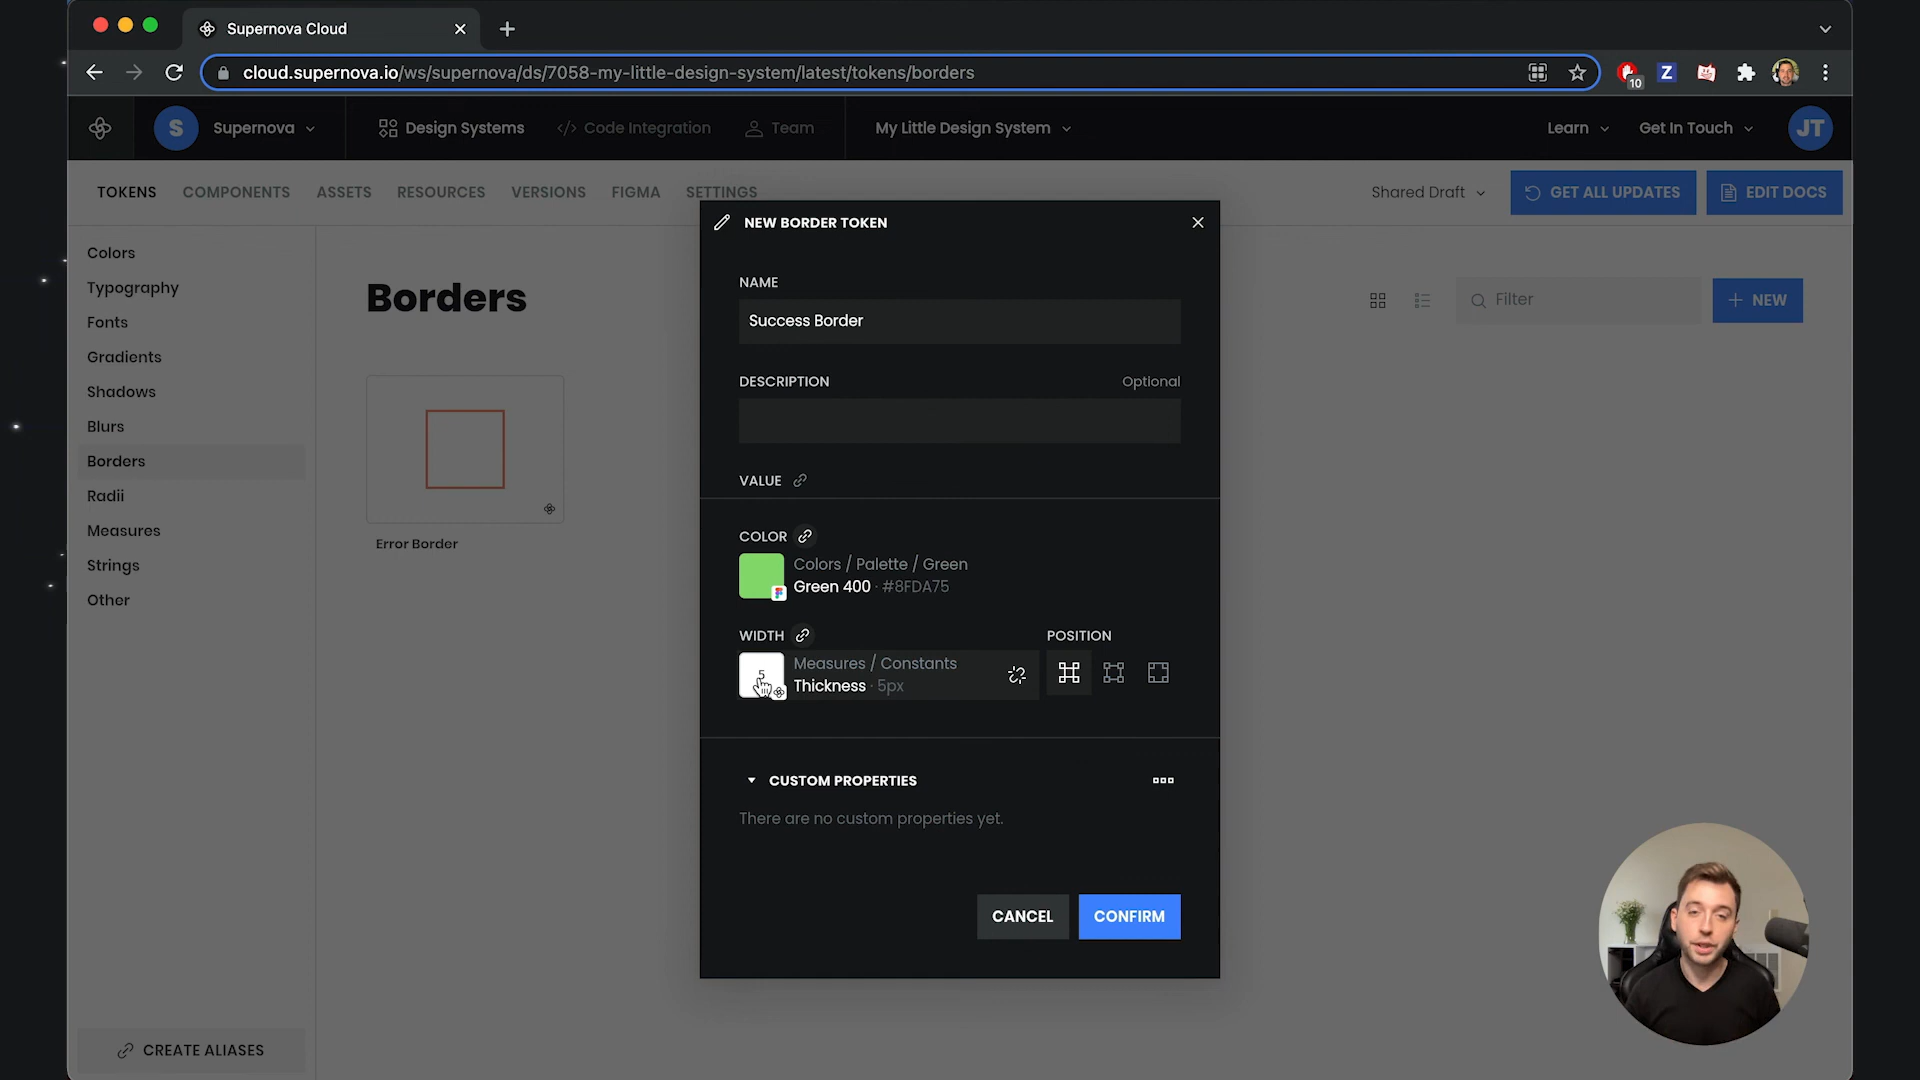 Supernova Cloud
cloud.supernova.io/ws/supernova/ds/7058-my-little-design-system/latest/tokens/borders
10
Z
S
Supernova
Design Systems
Code Integration
Team
My Little Design System
Learn
Get In Touch
JT
TOKENS
COMPONENTS
ASSETS
RESOURCES
VERSIONS
FIGMA
SETTINGS
Shared Draft
GET ALL UPDATES
EDIT DOCS
Colors
Typography
Fonts
Gradients
Shadows
Blurs
Borders
Radii
Measures
Strings
Other
CREATE ALIASES
Borders
Filter
NEW
Error Border
NEW BORDER TOKEN
NAME
Success Border
DESCRIPTION
Optional
VALUE
COLOR
Colors / Palette / Green
Green 400 · #8FDA75
WIDTH
POSITION
5
Measures / Constants
Thickness · 5px
CUSTOM PROPERTIES
There are no custom properties yet.
CANCEL
CONFIRM